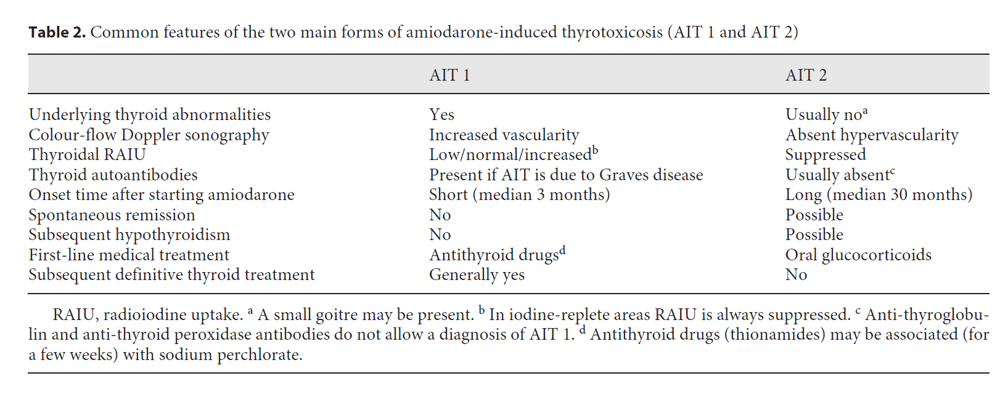 Table 2. Common features of the two main forms of amiodarone-induced thyrotoxicosis (AIT 1 and AIT 2)
AIT 1 AIT 2
Underlying thyroid abnormalities Yes Usually noᵃ
Colour-flow Doppler sonography Increased vascularity Absent hypervascularity
Thyroidal RAIU Low/normal/increasedᵇ Suppressed
Thyroid autoantibodies Present if AIT is due to Graves disease Usually absentᶜ
Onset time after starting amiodarone Short (median 3 months) Long (median 30 months)
Spontaneous remission No Possible
Subsequent hypothyroidism No Possible
First-line medical treatment Antithyroid drugsᵈ Oral glucocorticoids
Subsequent definitive thyroid treatment Generally yes No
RAIU, radioiodine uptake. ᵃ A small goitre may be present. ᵇ In iodine-replete areas RAIU is always suppressed. ᶜ Anti-thyroglobu-
lin and anti-thyroid peroxidase antibodies do not allow a diagnosis of AIT 1. ᵈ Antithyroid drugs (thionamides) may be associated (for
a few weeks) with sodium perchlorate.